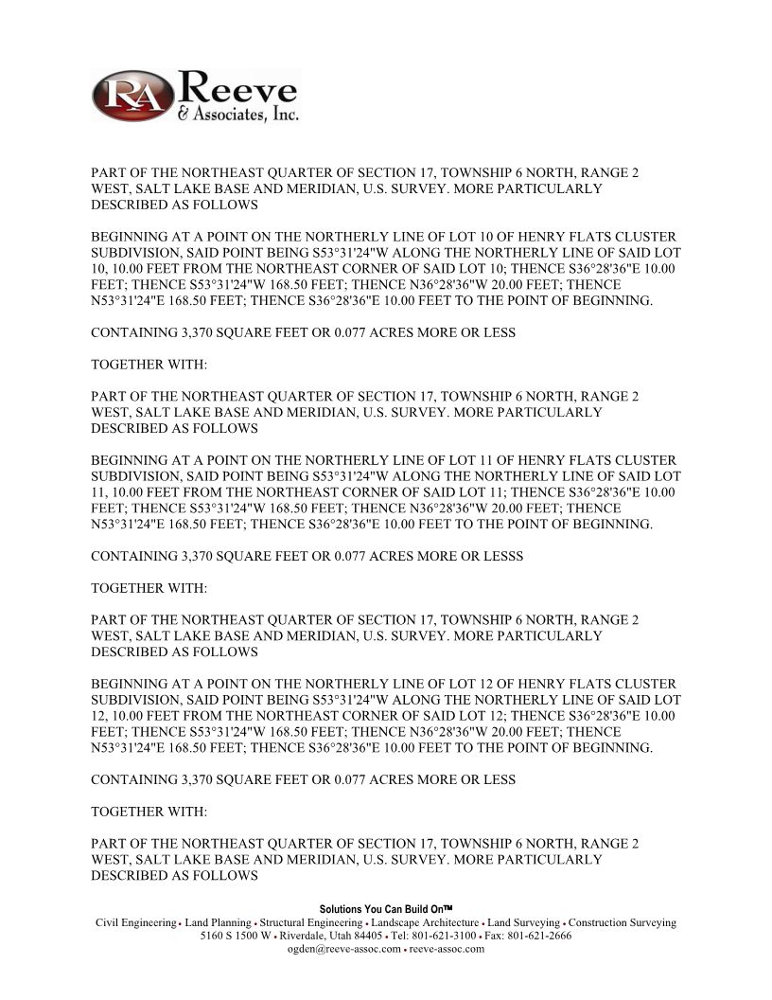 RA Reeve
& Associates, Inc.
PART OF THE NORTHEAST QUARTER OF SECTION 17, TOWNSHIP 6 NORTH, RANGE 2
WEST, SALT LAKE BASE AND MERIDIAN, U.S. SURVEY. MORE PARTICULARLY
DESCRIBED AS FOLLOWS
BEGINNING AT A POINT ON THE NORTHERLY LINE OF LOT 10 OF HENRY FLATS CLUSTER
SUBDIVISION, SAID POINT BEING S53°31'24"W ALONG THE NORTHERLY LINE OF SAID LOT
10, 10.00 FEET FROM THE NORTHEAST CORNER OF SAID LOT 10; THENCE S36°28'36"E 10.00
FEET; THENCE S53°31'24"W 168.50 FEET; THENCE N36°28'36"W 20.00 FEET; THENCE
N53°31'24"E 168.50 FEET; THENCE S36°28'36"E 10.00 FEET TO THE POINT OF BEGINNING.
CONTAINING 3,370 SQUARE FEET OR 0.077 ACRES MORE OR LESS
TOGETHER WITH:
PART OF THE NORTHEAST QUARTER OF SECTION 17, TOWNSHIP 6 NORTH, RANGE 2
WEST, SALT LAKE BASE AND MERIDIAN, U.S. SURVEY. MORE PARTICULARLY
DESCRIBED AS FOLLOWS
BEGINNING AT A POINT ON THE NORTHERLY LINE OF LOT 11 OF HENRY FLATS CLUSTER
SUBDIVISION, SAID POINT BEING S53°31'24"W ALONG THE NORTHERLY LINE OF SAID LOT
11, 10.00 FEET FROM THE NORTHEAST CORNER OF SAID LOT 11; THENCE S36°28'36"E 10.00
FEET; THENCE S53°31'24"W 168.50 FEET; THENCE N36°28'36"W 20.00 FEET; THENCE
N53°31'24"E 168.50 FEET; THENCE S36°28'36"E 10.00 FEET TO THE POINT OF BEGINNING.
CONTAINING 3,370 SQUARE FEET OR 0.077 ACRES MORE OR LESSS
TOGETHER WITH:
PART OF THE NORTHEAST QUARTER OF SECTION 17, TOWNSHIP 6 NORTH, RANGE 2
WEST, SALT LAKE BASE AND MERIDIAN, U.S. SURVEY. MORE PARTICULARLY
DESCRIBED AS FOLLOWS
BEGINNING AT A POINT ON THE NORTHERLY LINE OF LOT 12 OF HENRY FLATS CLUSTER
SUBDIVISION, SAID POINT BEING S53°31'24"W ALONG THE NORTHERLY LINE OF SAID LOT
12, 10.00 FEET FROM THE NORTHEAST CORNER OF SAID LOT 12; THENCE S36°28'36"E 10.00
FEET; THENCE S53°31'24"W 168.50 FEET; THENCE N36°28'36"W 20.00 FEET; THENCE
N53°31'24"E 168.50 FEET; THENCE S36°28'36"E 10.00 FEET TO THE POINT OF BEGINNING.
CONTAINING 3,370 SQUARE FEET OR 0.077 ACRES MORE OR LESS
TOGETHER WITH:
PART OF THE NORTHEAST QUARTER OF SECTION 17, TOWNSHIP 6 NORTH, RANGE 2
WEST, SALT LAKE BASE AND MERIDIAN, U.S. SURVEY. MORE PARTICULARLY
DESCRIBED AS FOLLOWS
Solutions You Can Build On™
Civil Engineering • Land Planning • Structural Engineering • Landscape Architecture • Land Surveying • Construction Surveying
5160 S 1500 W • Riverdale, Utah 84405 • Tel: 801-621-3100 • Fax: 801-621-2666
ogden@reeve-assoc.com • reeve-assoc.com